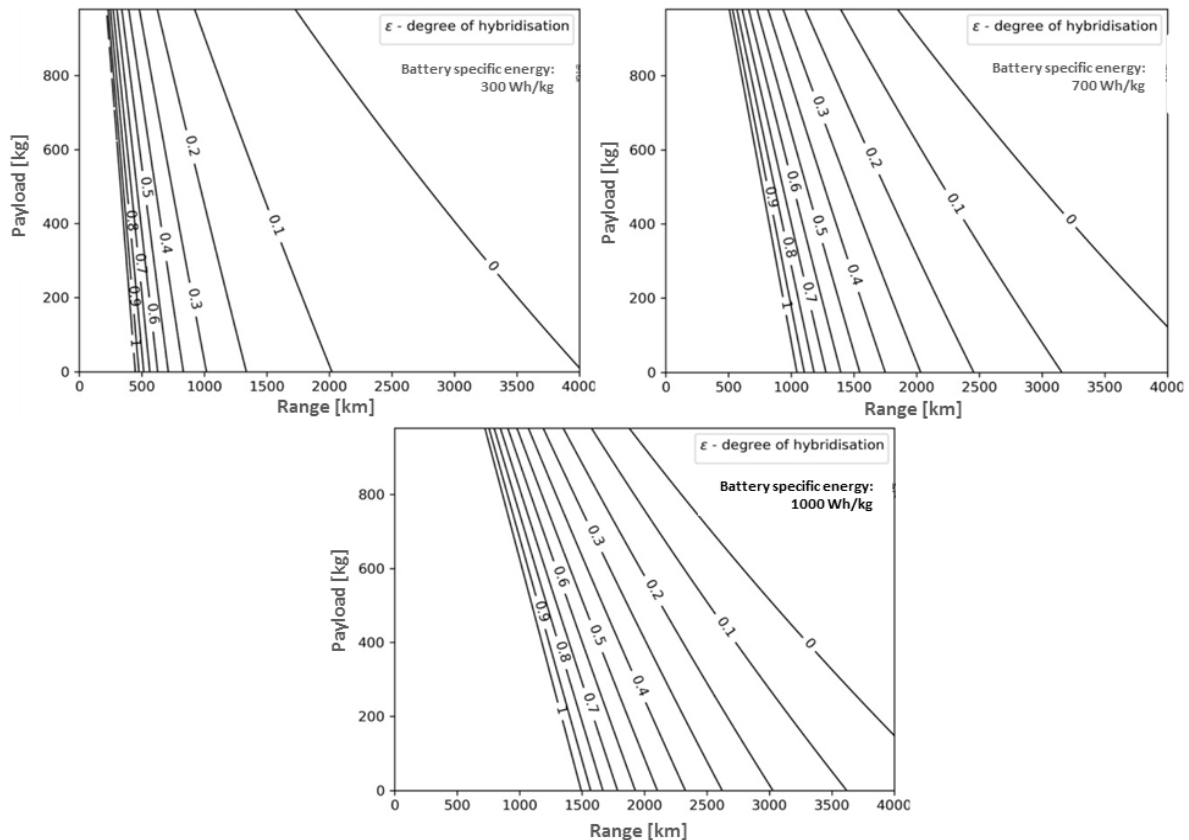 ε - degree of hybridisation
Battery specific energy:
300 Wh/kg
Payload [kg]
800
600
400
200
0
0.2
0.5
0.8
0.4
0.1
0.7
0.3
0.9
0.6
1
0
0 500 1000 1500 2000 2500 3000 3500 4000
Range [km]
ε - degree of hybridisation
Battery specific energy:
700 Wh/kg
Payload [kg]
800
600
400
200
0
0.3
0.2
0.6
0.9
0.1
0.5
0
0.8
0.4
0.7
1
0 500 1000 1500 2000 2500 3000 3500 4000
Range [km]
ε - degree of hybridisation
Battery specific energy:
1000 Wh/kg
Payload [kg]
800
600
400
200
0
0.3
0.6
0.2
0.9
0.5
0.1
0
0.8
0.4
0.7
1
0 500 1000 1500 2000 2500 3000 3500 4000
Range [km]